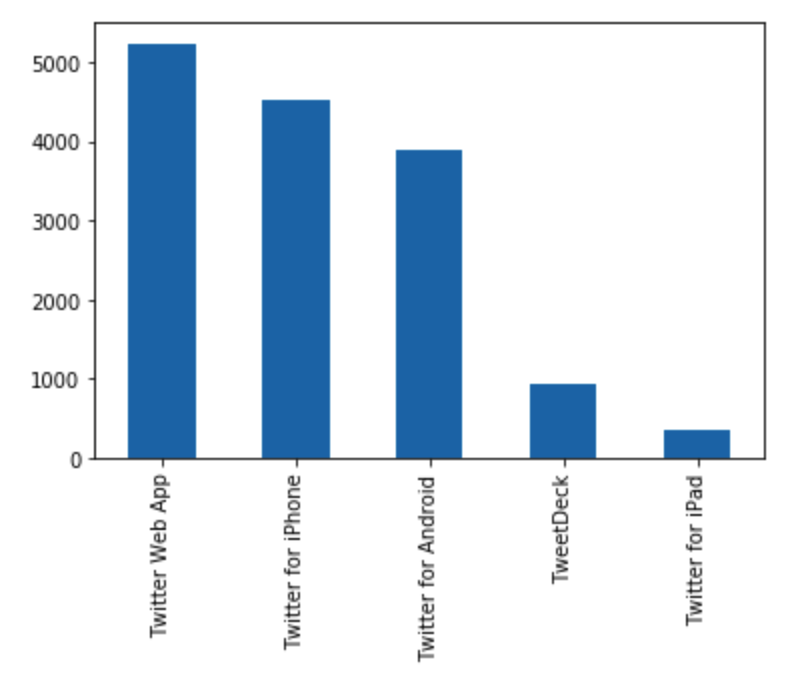 5000
4000
3000
2000
1000
0
Twitter Web App
Twitter for iPhone
Twitter for Android
TweetDeck
Twitter for iPad